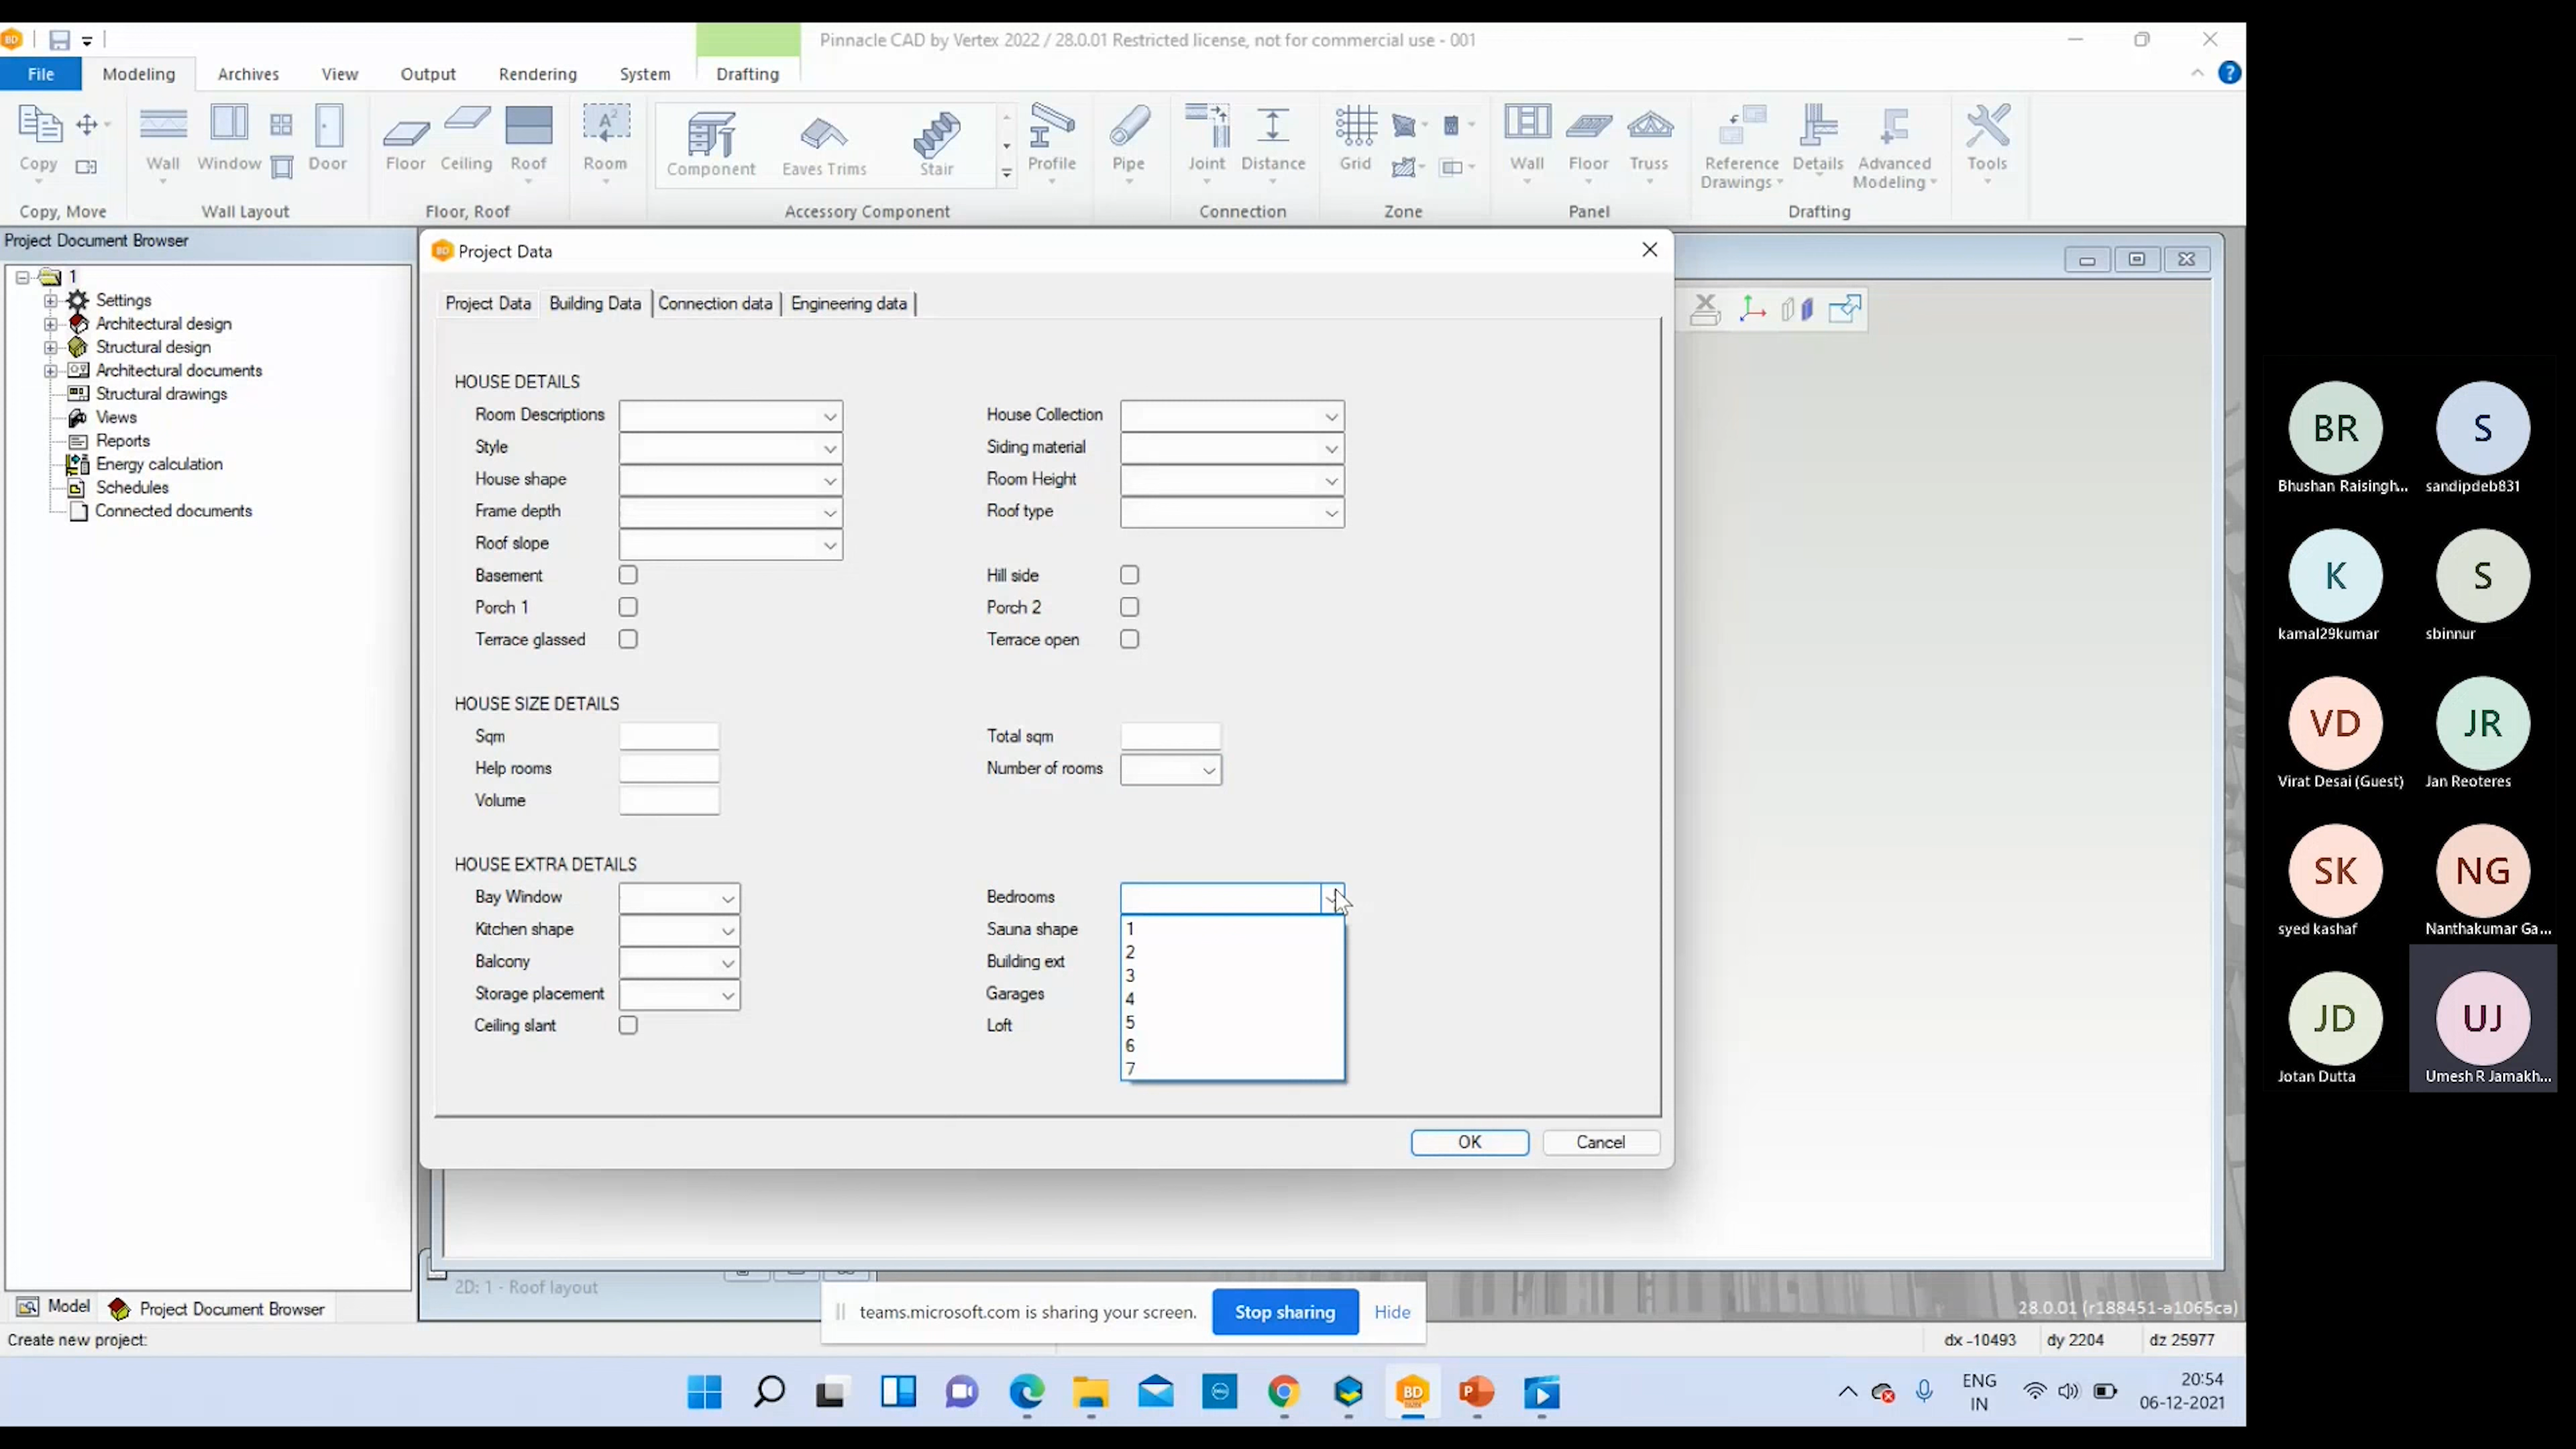 BD
Pinnacle CAD by Vertex 2022 / 28.0.01 Restricted license, not for commercial use - 001
File Modeling Archives View Output Rendering System Drafting
Copy Wall Window Door Floor Ceiling Roof Room Component Eaves Trims Stair Profile Pipe Joint Distance Grid Wall Floor Truss Reference Drawings Details Advanced Modeling Tools
Copy, Move Wall Layout Floor, Roof Accessory Component Connection Zone Panel Drafting
Project Document Browser
1
Settings
Architectural design
Structural design
Architectural documents
Structural drawings
Views
Reports
Energy calculation
Schedules
Connected documents
BD Project Data
Project Data Building Data Connection data Engineering data
HOUSE DETAILS
Room Descriptions House Collection
Style Siding material
House shape Room Height
Frame depth Roof type
Roof slope
Basement Hill side
Porch 1 Porch 2
Terrace glassed Terrace open
HOUSE SIZE DETAILS
Sqm Total sqm
Help rooms Number of rooms
Volume
HOUSE EXTRA DETAILS
Bay Window Bedrooms
Kitchen shape Sauna shape
Balcony Building ext
Storage placement Garages
Ceiling slant Loft
1
2
3
4
5
6
7
OK Cancel
2D: 1 - Roof layout
teams.microsoft.com is sharing your screen. Stop sharing Hide
28.0.01 (r188451-a1065ca)
Model Project Document Browser
Create new project:
dx -10493 dy 2204 dz 25977
ENG
IN
20:54
06-12-2021
BR S
Bhushan Raisingh... sandipdeb831
K S
kamal29kumar sbinnur
VD JR
Virat Desai (Guest) Jan Reoteres
SK NG
syed kashaf Nanthakumar Ga...
JD UJ
Jotan Dutta Umesh R Jamakh...